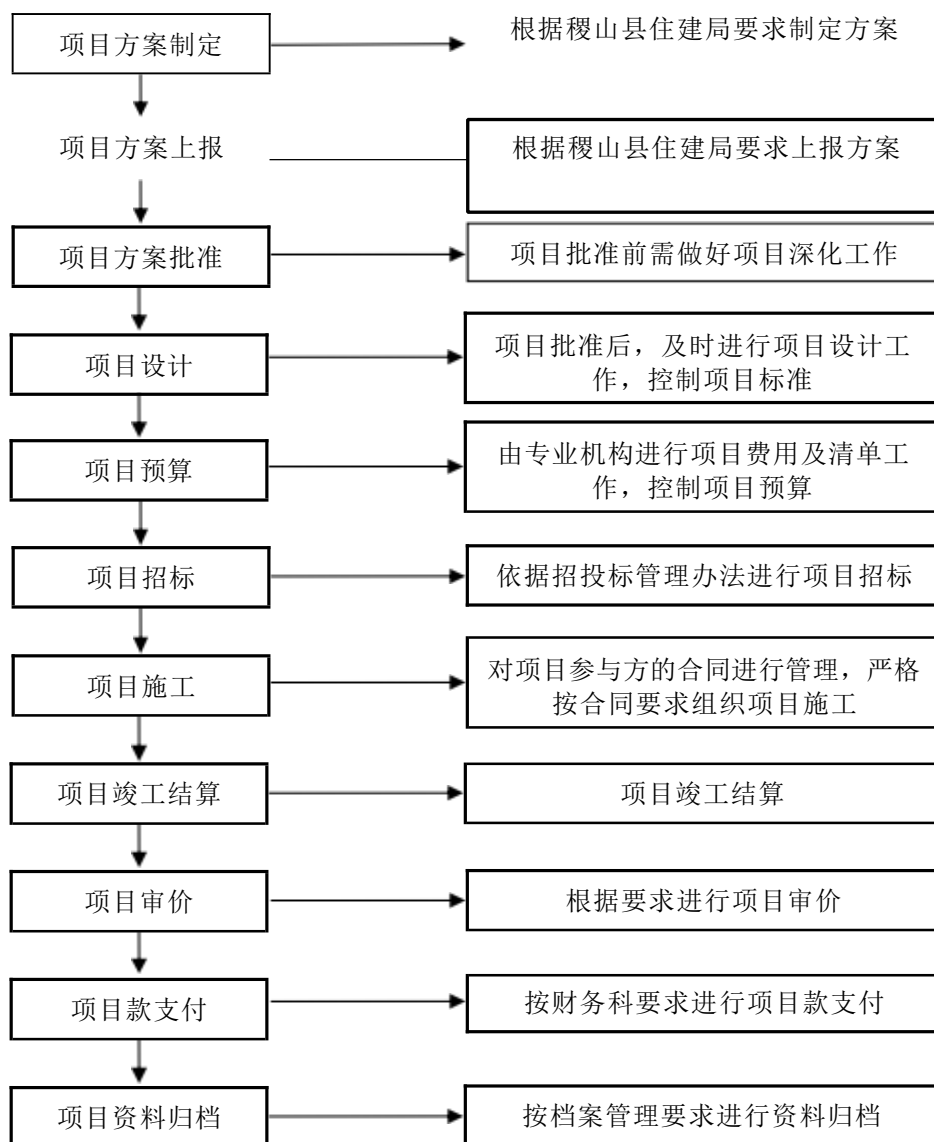 项目方案制定
根据稷山县住建局要求制定方案
项目方案上报
根据稷山县住建局要求上报方案
项目方案批准
项目批准前需做好项目深化工作
项目设计
项目批准后，及时进行项目设计工
作，控制项目标准
项目预算
由专业机构进行项目费用及清单工
作，控制项目预算
项目招标
依据招投标管理办法进行项目招标
项目施工
对项目参与方的合同进行管理，严格
按合同要求组织项目施工
项目竣工结算
项目竣工结算
项目审价
根据要求进行项目审价
项目款支付
按财务科要求进行项目款支付
项目资料归档
按档案管理要求进行资料归档